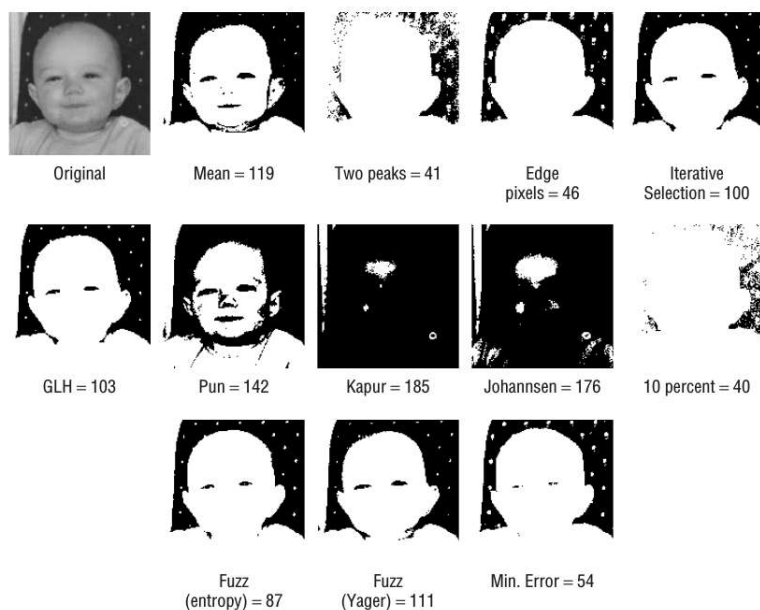 Original
Mean = 119
Two peaks = 41
Edge
pixels = 46
Iterative
Selection = 100
GLH = 103
Pun = 142
Kapur = 185
Johannsen = 176
10 percent = 40
Fuzz
(entropy) = 87
Fuzz
(Yager) = 111
Min. Error = 54